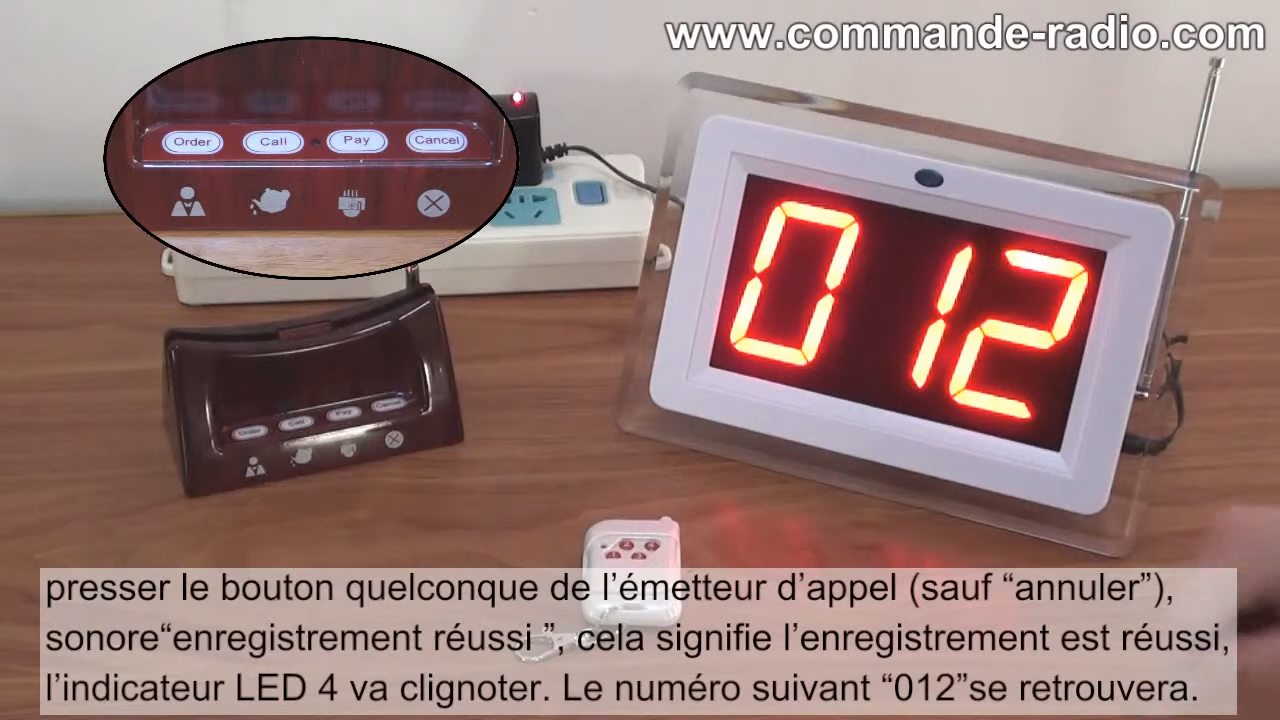 www.commande-radio.com
Order Call Pay Cancel
012
Order Call Pay Cancel
presser le bouton quelconque de l’émetteur d’appel (sauf “annuler”),
sonore“enregistrement réussi ”, cela signifie l’enregistrement est réussi,
l’indicateur LED 4 va clignoter. Le numéro suivant “012”se retrouvera.